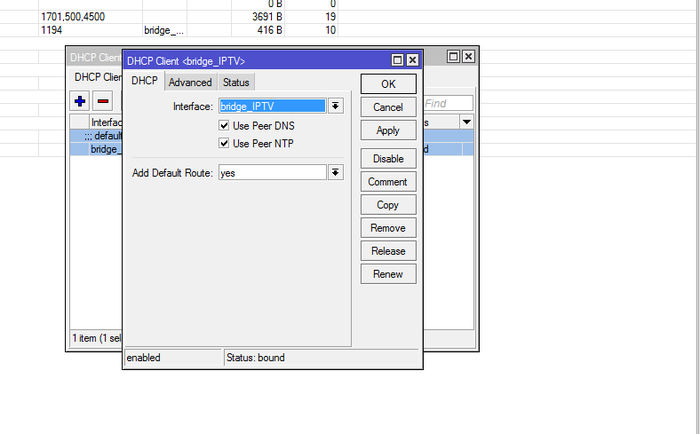 0 B 0
1701,500,4500 3691 B 19
1194 bridge_... 416 B 10
DHCP Client
DHCP Client <bridge_IPTV>
DHCP Clien
DHCP Advanced Status
Interface: bridge_IPTV
Use Peer DNS
Use Peer NTP
Add Default Route: yes
OK
Cancel
Apply
Disable
Comment
Copy
Remove
Release
Renew
Find
Interfac s
;;; default
bridge_ d
1 item (1 sel
enabled Status: bound